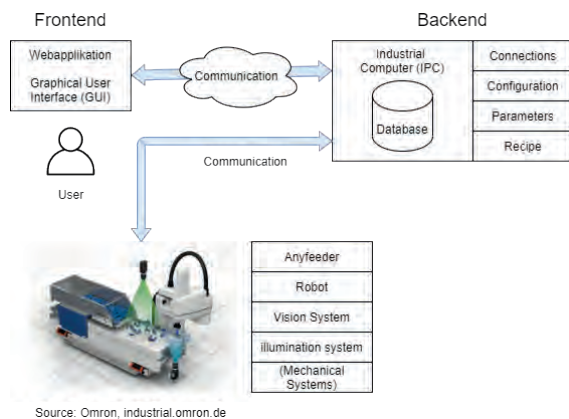 Frontend
Backend
Webapplikation
Graphical User
Interface (GUI)
Communication
Industrial
Computer (IPC)
Database
Connections
Configuration
Parameters
Recipe
User
Communication
Anyfeeder
Robot
Vision System
illumination system
(Mechanical
Systems)
Source: Omron, industrial.omron.de